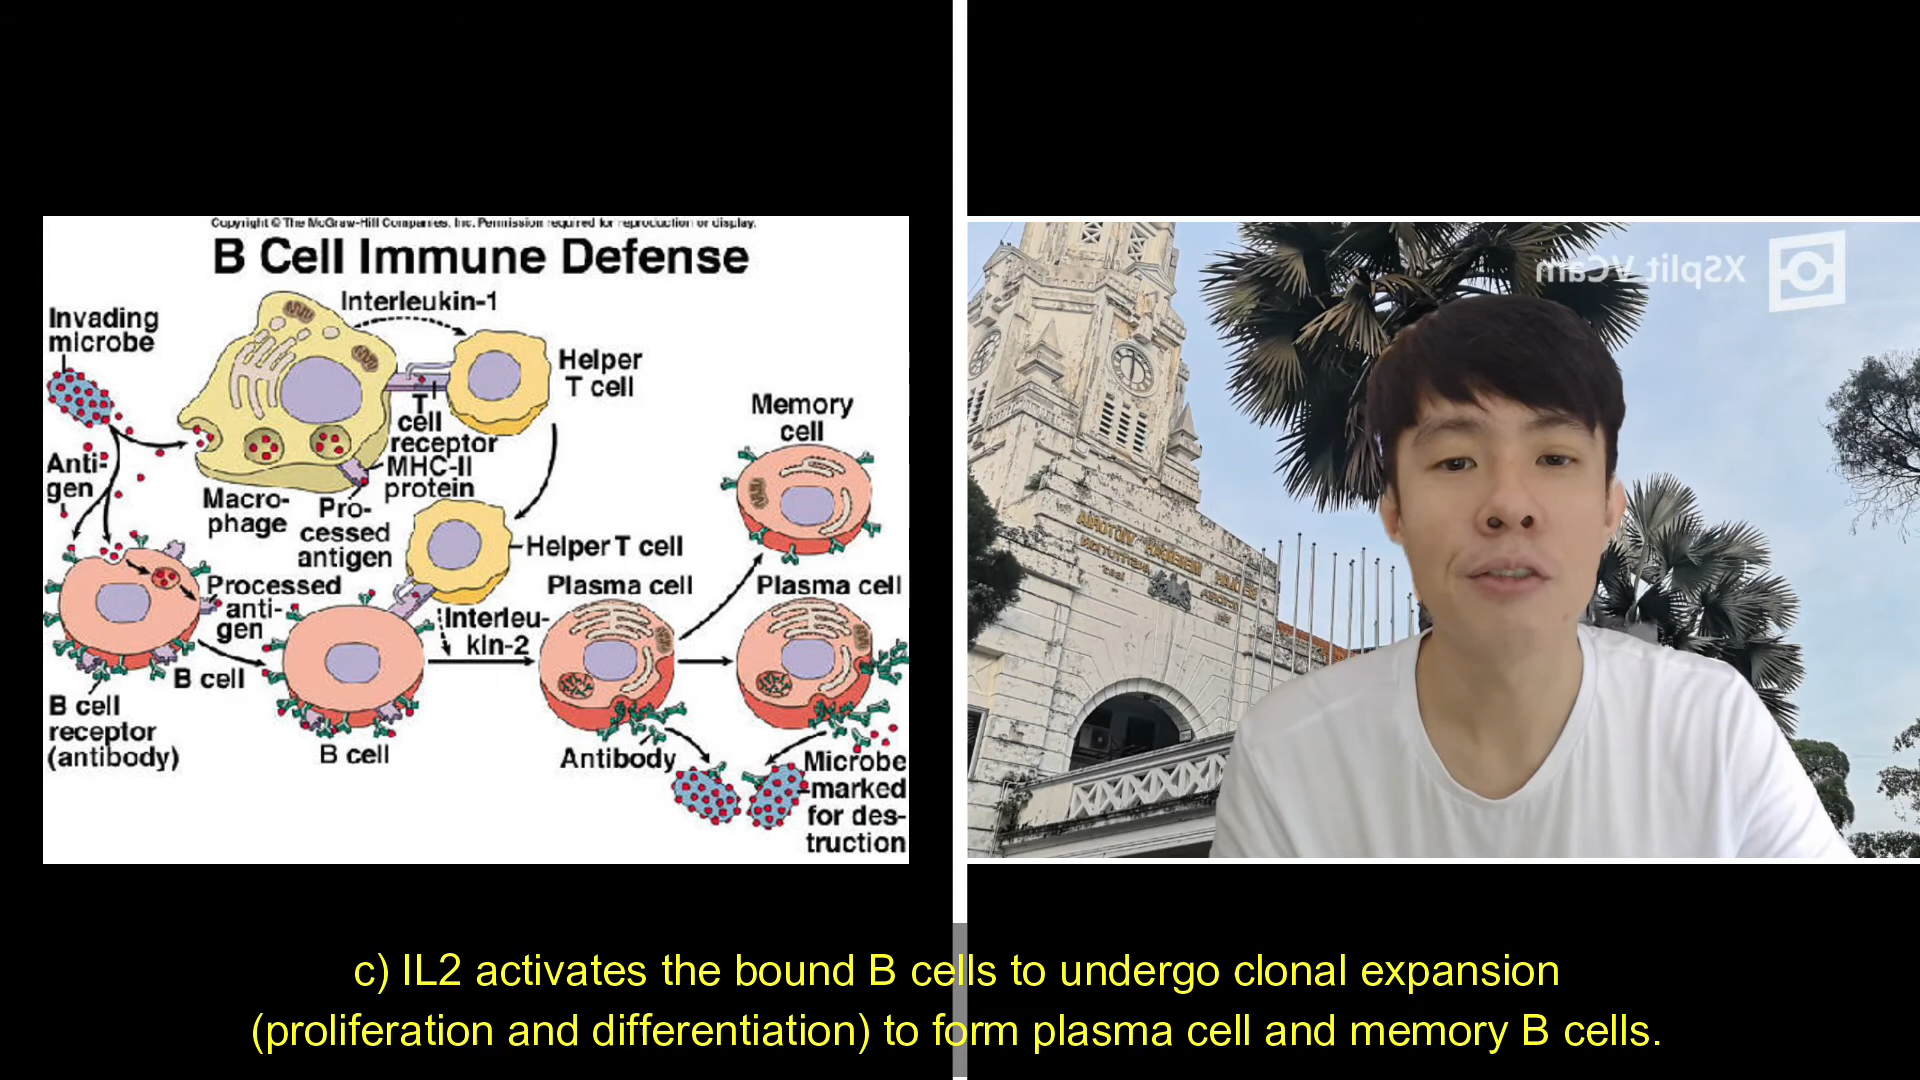 Copyright © The McGraw-Hill Companies, Inc. Permission required for reproduction or display.
B Cell Immune Defense
Interleukin-1
Invading
microbe
Helper
T cell
T
cell
receptor
MHC-II
protein
Memory
cell
Anti-
gen
Macro-
phage
Pro-
cessed
antigen
Helper T cell
Processed
anti-
gen
Plasma cell
Plasma cell
Interleu-
kin-2
B cell
B cell
receptor
(antibody)
B cell
Antibody
Microbe
marked
for des-
truction
XSplit VCam
c) IL2 activates the bound B cells to undergo clonal expansion
(proliferation and differentiation) to form plasma cell and memory B cells.